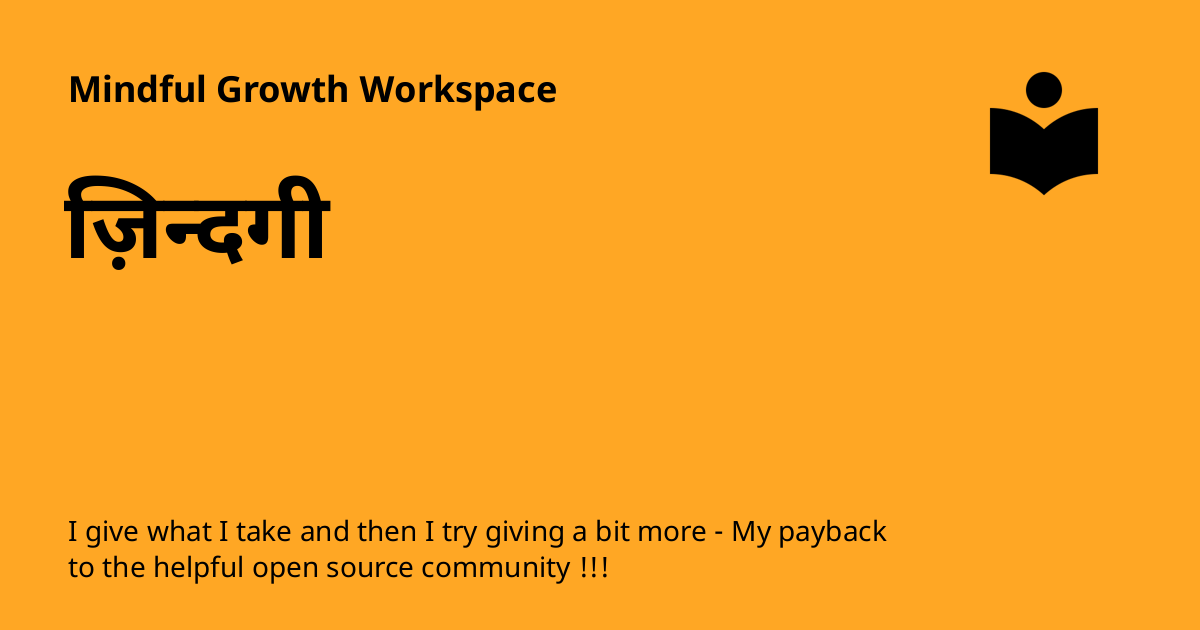 Mindful Growth Workspace
ज़िन्दगी
I give what I take and then I try giving a bit more - My payback
to the helpful open source community !!!